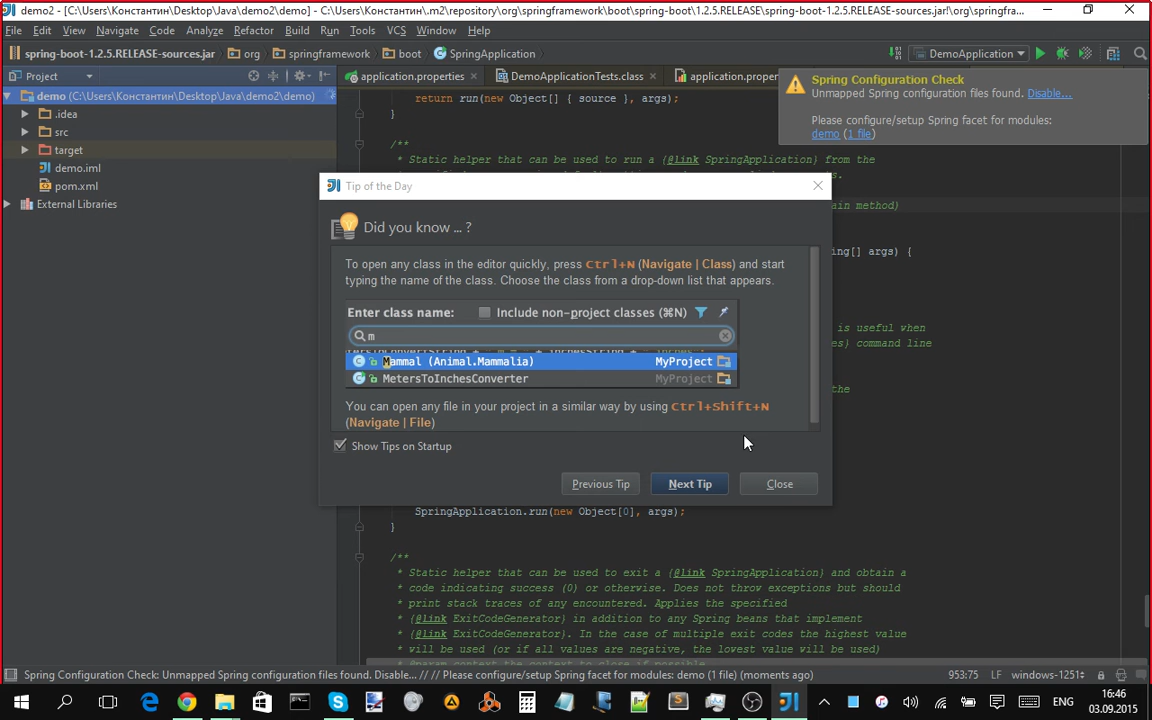 demo2 - [C:\Users\Константин\Desktop\Java\demo2\demo] - C:\Users\Константин\.m2\repository\org\springframework\boot\spring-boot\1.2.5.RELEASE\spring-boot-1.2.5.RELEASE-sources.jar!\org\springfra...
File Edit View Navigate Code Analyze Refactor Build Run Tools VCS Window Help
spring-boot-1.2.5.RELEASE-sources.jar org springframework boot SpringApplication DemoApplication
Project application.properties DemoApplicationTests.class application.proper
Spring Configuration Check
Unmapped Spring configuration files found. Disable...
Please configure/setup Spring facet for modules:
demo (1 file)
demo (C:\Users\Константин\Desktop\Java\demo2\demo)
.idea
src
target
demo.iml
pom.xml
External Libraries
return run(new Object[] { source }, args);
}
/**
* Static helper that can be used to run a {@link SpringApplication} from the
s.
ain method)
ing[] args) {
is useful when
es) command line
the
Tip of the Day
Did you know ... ?
To open any class in the editor quickly, press Ctrl+N (Navigate | Class) and start
typing the name of the class. Choose the class from a drop-down list that appears.
Enter class name: Include non-project classes (⌘N)
m
Mammal (Animal.Mammalia) MyProject
MetersToInchesConverter MyProject
You can open any file in your project in a similar way by using Ctrl+Shift+N
(Navigate | File)
Show Tips on Startup
Previous Tip Next Tip Close
SpringApplication.run(new Object[0], args);
}
/**
* Static helper that can be used to exit a {@link SpringApplication} and obtain a
* code indicating success (0) or otherwise. Does not throw exceptions but should
* print stack traces of any encountered. Applies the specified
* {@link ExitCodeGenerator} in addition to any Spring beans that implement
* {@link ExitCodeGenerator}. In the case of multiple exit codes the highest value
* will be used (or if all values are negative, the lowest value will be used)
* @param context the context to close if possible
Spring Configuration Check: Unmapped Spring configuration files found. Disable... // // Please configure/setup Spring facet for modules: demo (1 file) (moments ago) 953:75 LF windows-1251
ENG 16:46
03.09.2015